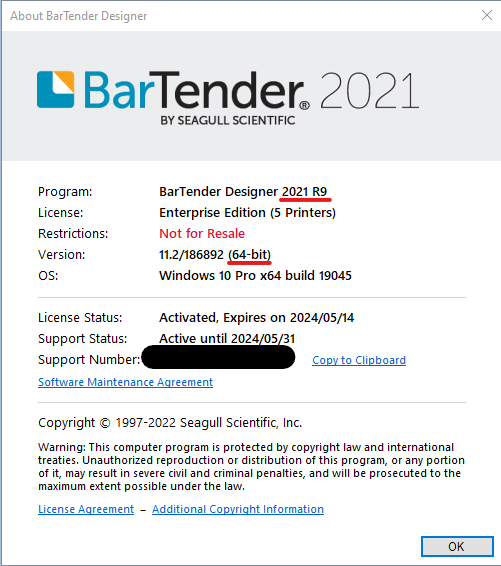 About BarTender Designer
BarTender® 2021
BY SEAGULL SCIENTIFIC
Program: BarTender Designer 2021 R9
License: Enterprise Edition (5 Printers)
Restrictions: Not for Resale
Version: 11.2/186892 (64-bit)
OS: Windows 10 Pro x64 build 19045
License Status: Activated, Expires on 2024/05/14
Support Status: Active until 2024/05/31
Support Number: Copy to Clipboard
Software Maintenance Agreement
Copyright © 1997-2022 Seagull Scientific, Inc.
Warning: This computer program is protected by copyright law and international
treaties. Unauthorized reproduction or distribution of this program, or any portion
of it, may result in severe civil and criminal penalties, and will be prosecuted to the
maximum extent possible under the law.
License Agreement – Additional Copyright Information
OK